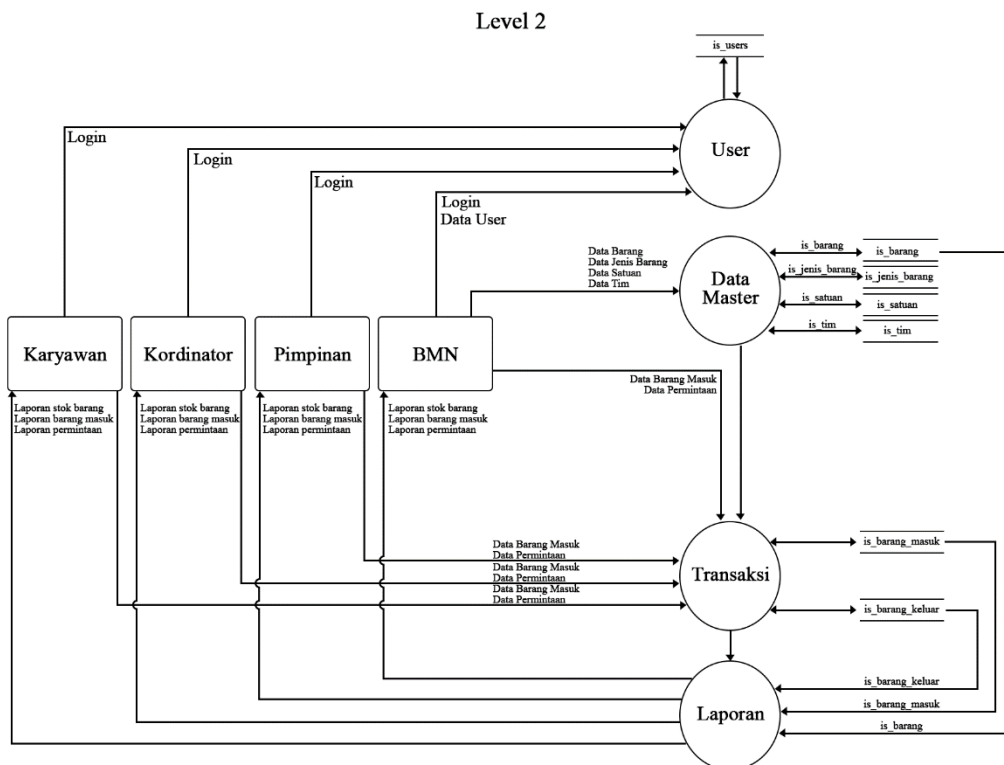 Level 2
is_users
User
Login
Login
Login
Login
Data User
Data Barang
Data Jenis Barang
Data Satuan
Data Tim
Data
Master
is_barang
is_barang
is_jenis_barang
is_jenis_barang
is_satuan
is_satuan
is_tim
is_tim
Karyawan
Kordinator
Pimpinan
BMN
Data Barang Masuk
Data Permintaan
Laporan stok barang
Laporan barang masuk
Laporan permintaan
Laporan stok barang
Laporan barang masuk
Laporan permintaan
Laporan stok barang
Laporan barang masuk
Laporan permintaan
Laporan stok barang
Laporan barang masuk
Laporan permintaan
Data Barang Masuk
Data Permintaan
Data Barang Masuk
Data Permintaan
Data Barang Masuk
Data Permintaan
Transaksi
is_barang_masuk
is_barang_keluar
Laporan
is_barang_keluar
is_barang_masuk
is_barang